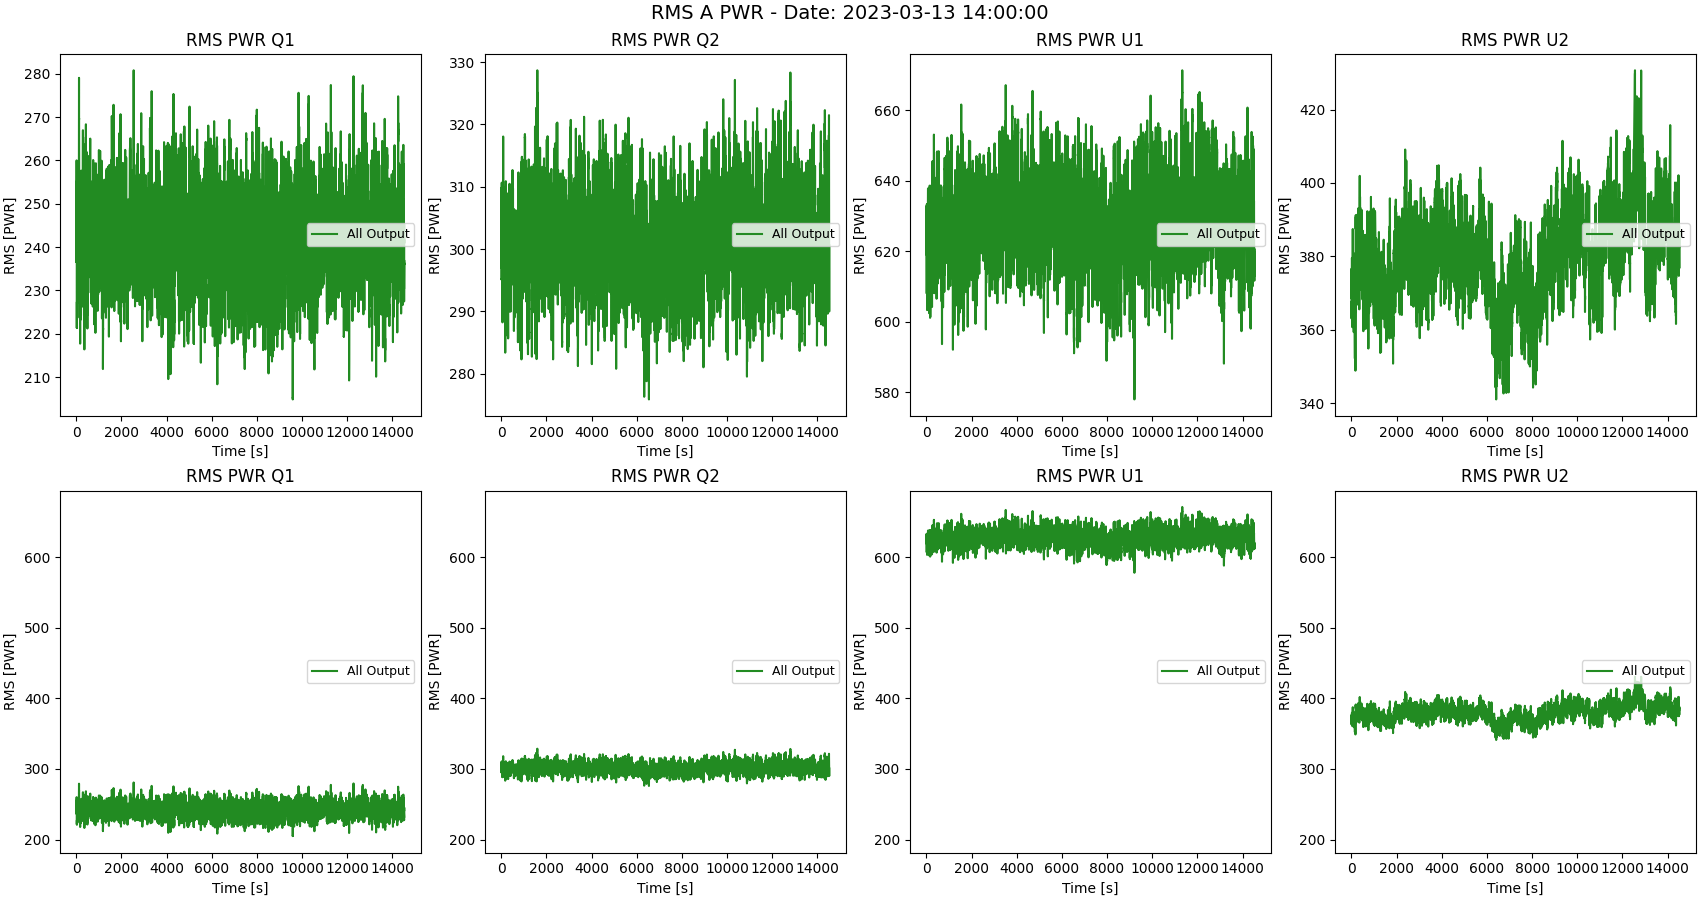 RMS A PWR - Date: 2023-03-13 14:00:00
RMS PWR Q1
RMS [PWR]
280
270
260
250
240
230
220
210
All Output
0 2000 4000 6000 8000 10000 12000 14000
Time [s]
RMS PWR Q2
RMS [PWR]
330
320
310
300
290
280
All Output
0 2000 4000 6000 8000 10000 12000 14000
Time [s]
RMS PWR U1
RMS [PWR]
660
640
620
600
580
All Output
0 2000 4000 6000 8000 10000 12000 14000
Time [s]
RMS PWR U2
RMS [PWR]
420
400
380
360
340
All Output
0 2000 4000 6000 8000 10000 12000 14000
Time [s]
RMS PWR Q1
RMS [PWR]
600
500
400
300
200
All Output
0 2000 4000 6000 8000 10000 12000 14000
Time [s]
RMS PWR Q2
RMS [PWR]
600
500
400
300
200
All Output
0 2000 4000 6000 8000 10000 12000 14000
Time [s]
RMS PWR U1
RMS [PWR]
600
500
400
300
200
All Output
0 2000 4000 6000 8000 10000 12000 14000
Time [s]
RMS PWR U2
RMS [PWR]
600
500
400
300
200
All Output
0 2000 4000 6000 8000 10000 12000 14000
Time [s]